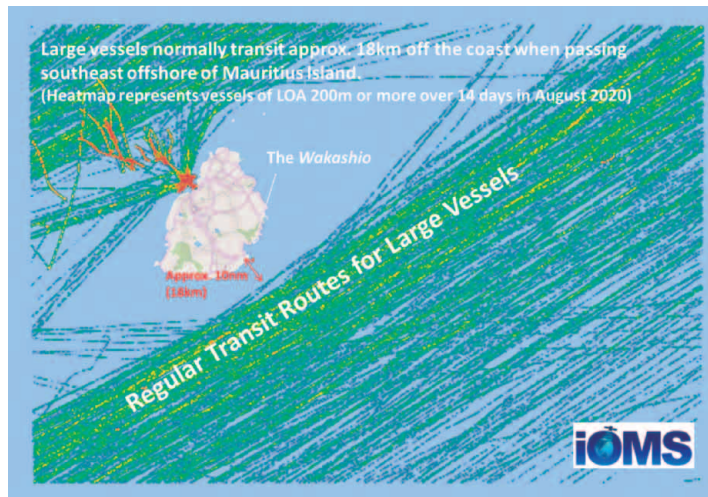 Large vessels normally transit approx. 18km off the coast when passing
southeast offshore of Mauritius Island.
(Heatmap represents vessels of LOA 200m or more over 14 days in August 2020)
The Wakashio
Approx. 10nm
(18km)
Regular Transit Routes for Large Vessels
iOMS